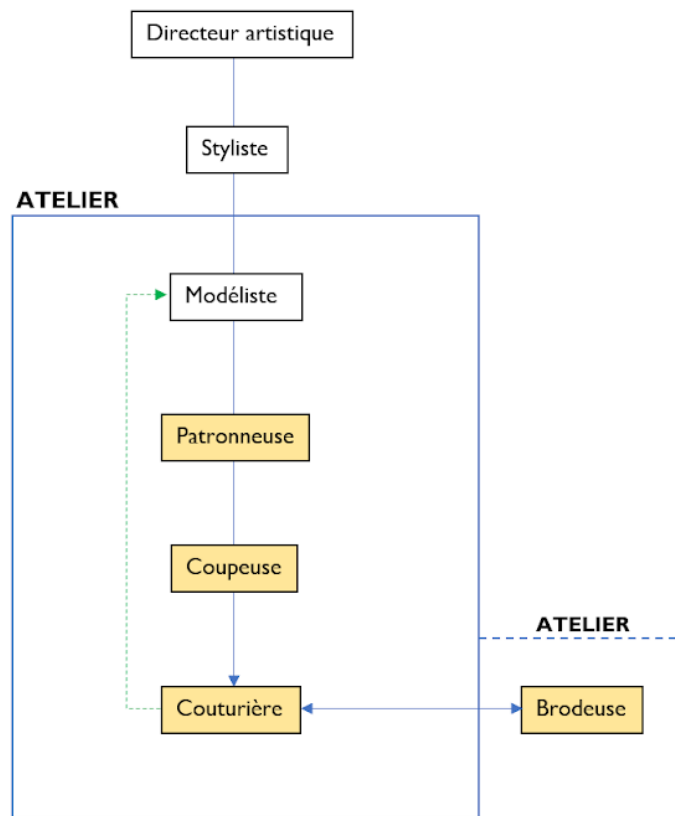 Directeur artistique
Styliste
ATELIER
Modéliste
Patronneuse
Coupeuse
ATELIER
Couturière
Brodeuse